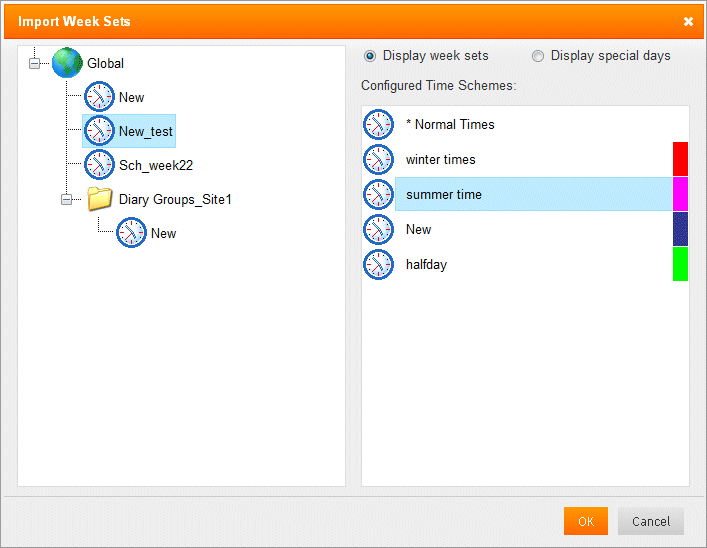 Import Week Sets
Global
New
New_test
Sch_week22
Diary Groups_Site1
New
Display week sets
Display special days
Configured Time Schemes:
* Normal Times
winter times
summer time
New
halfday
OK
Cancel